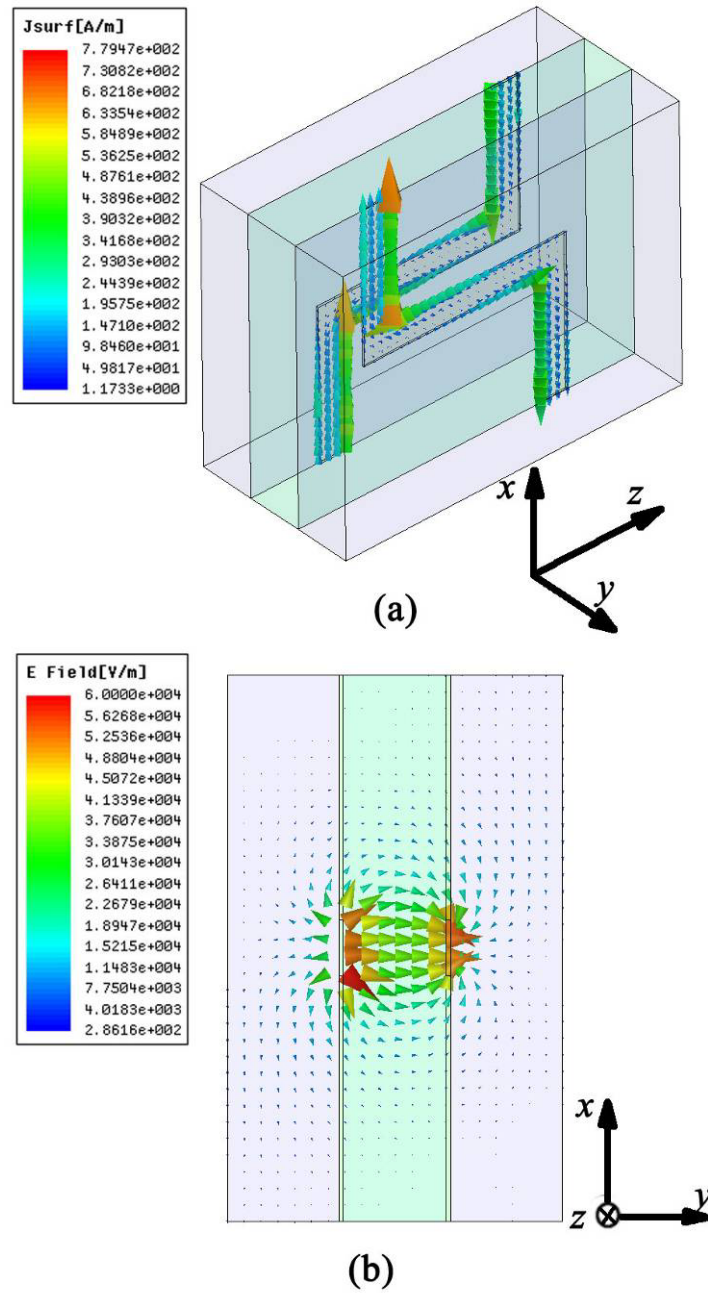 Jsurf[A/m]
7.7947e+002
7.3082e+002
6.8218e+002
6.3354e+002
5.8489e+002
5.3625e+002
4.8761e+002
4.3896e+002
3.9032e+002
3.4168e+002
2.9303e+002
2.4439e+002
1.9575e+002
1.4710e+002
9.8460e+001
4.9817e+001
1.1733e+000
x
z
y
(a)
E Field[V/m]
6.0000e+004
5.6268e+004
5.2536e+004
4.8804e+004
4.5072e+004
4.1339e+004
3.7607e+004
3.3875e+004
3.0143e+004
2.6411e+004
2.2679e+004
1.8947e+004
1.5215e+004
1.1483e+004
7.7504e+003
4.0183e+003
2.8616e+002
x
y
z
(b)